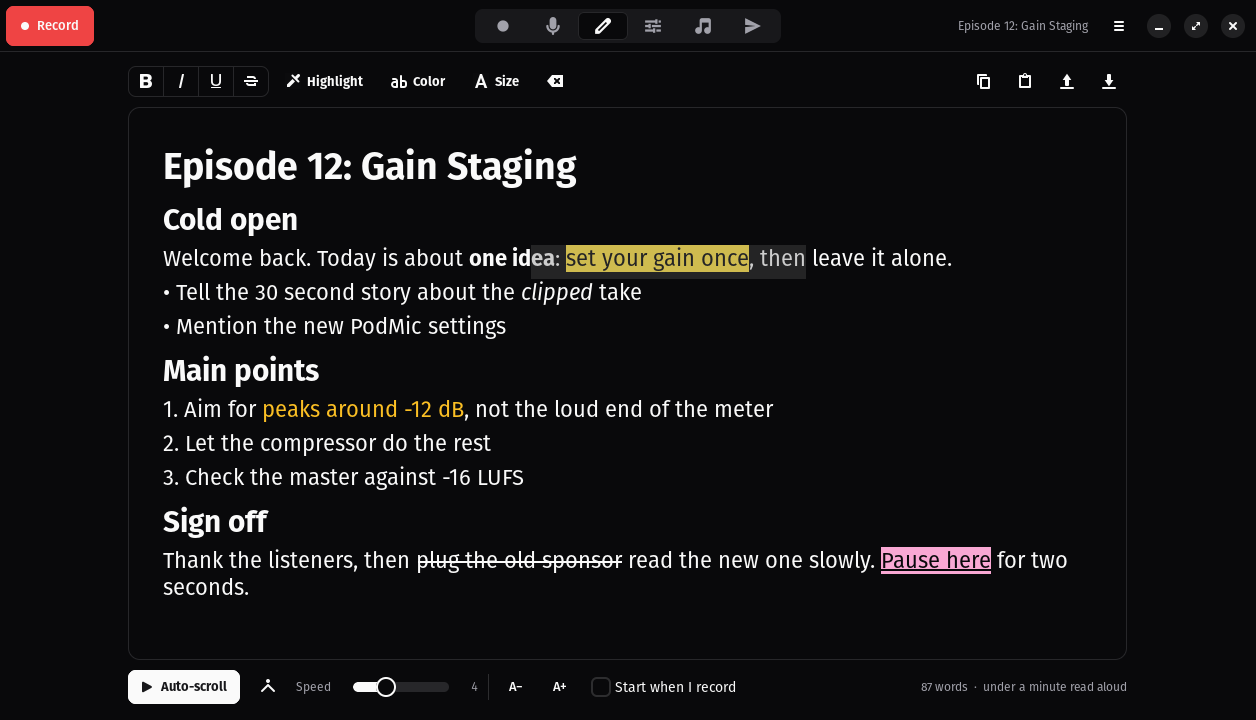 Record
Episode 12: Gain Staging
B I U S Highlight ab Color A Size
Episode 12: Gain Staging
Cold open
Welcome back. Today is about one idea: set your gain once, then leave it alone.
• Tell the 30 second story about the clipped take
• Mention the new PodMic settings
Main points
1. Aim for peaks around -12 dB, not the loud end of the meter
2. Let the compressor do the rest
3. Check the master against -16 LUFS
Sign off
Thank the listeners, then plug the old sponsor read the new one slowly. Pause here for two
seconds.
Auto-scroll Speed 4 A− A+ Start when I record 87 words · under a minute read aloud